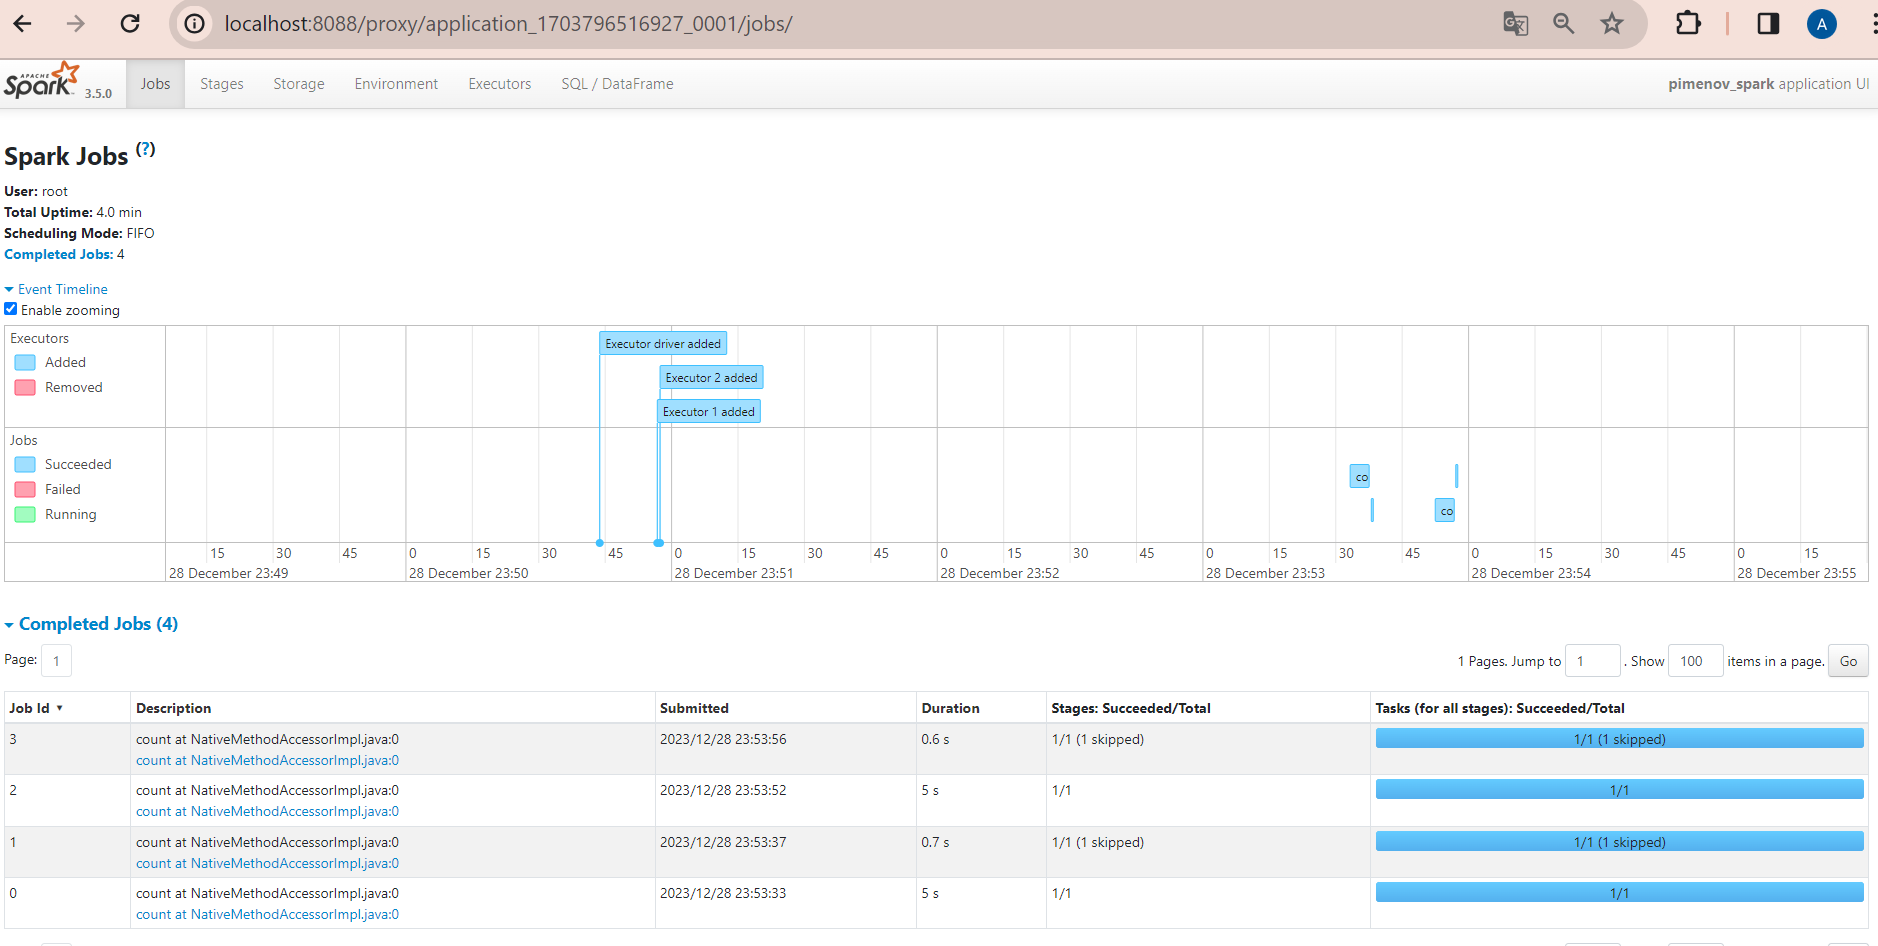 localhost:8088/proxy/application_1703796516927_0001/jobs/
A
APACHE
Spark 3.5.0 Jobs Stages Storage Environment Executors SQL / DataFrame pimenov_spark application UI
Spark Jobs (?)
User: root
Total Uptime: 4.0 min
Scheduling Mode: FIFO
Completed Jobs: 4
Event Timeline
Enable zooming
Executors
Added
Removed
Executor driver added
Executor 2 added
Executor 1 added
Jobs
Succeeded
Failed
Running
co
co
15 30 45 0 15 30 45 0 15 30 45 0 15 30 45 0 15 30 45 0 15 30 45 0 15
28 December 23:49 28 December 23:50 28 December 23:51 28 December 23:52 28 December 23:53 28 December 23:54 28 December 23:55
Completed Jobs (4)
Page: 1 1 Pages. Jump to 1 . Show 100 items in a page. Go
Job Id ▾ Description Submitted Duration Stages: Succeeded/Total Tasks (for all stages): Succeeded/Total
3 count at NativeMethodAccessorImpl.java:0 2023/12/28 23:53:56 0.6 s 1/1 (1 skipped) 1/1 (1 skipped)
count at NativeMethodAccessorImpl.java:0
2 count at NativeMethodAccessorImpl.java:0 2023/12/28 23:53:52 5 s 1/1 1/1
count at NativeMethodAccessorImpl.java:0
1 count at NativeMethodAccessorImpl.java:0 2023/12/28 23:53:37 0.7 s 1/1 (1 skipped) 1/1 (1 skipped)
count at NativeMethodAccessorImpl.java:0
0 count at NativeMethodAccessorImpl.java:0 2023/12/28 23:53:33 5 s 1/1 1/1
count at NativeMethodAccessorImpl.java:0